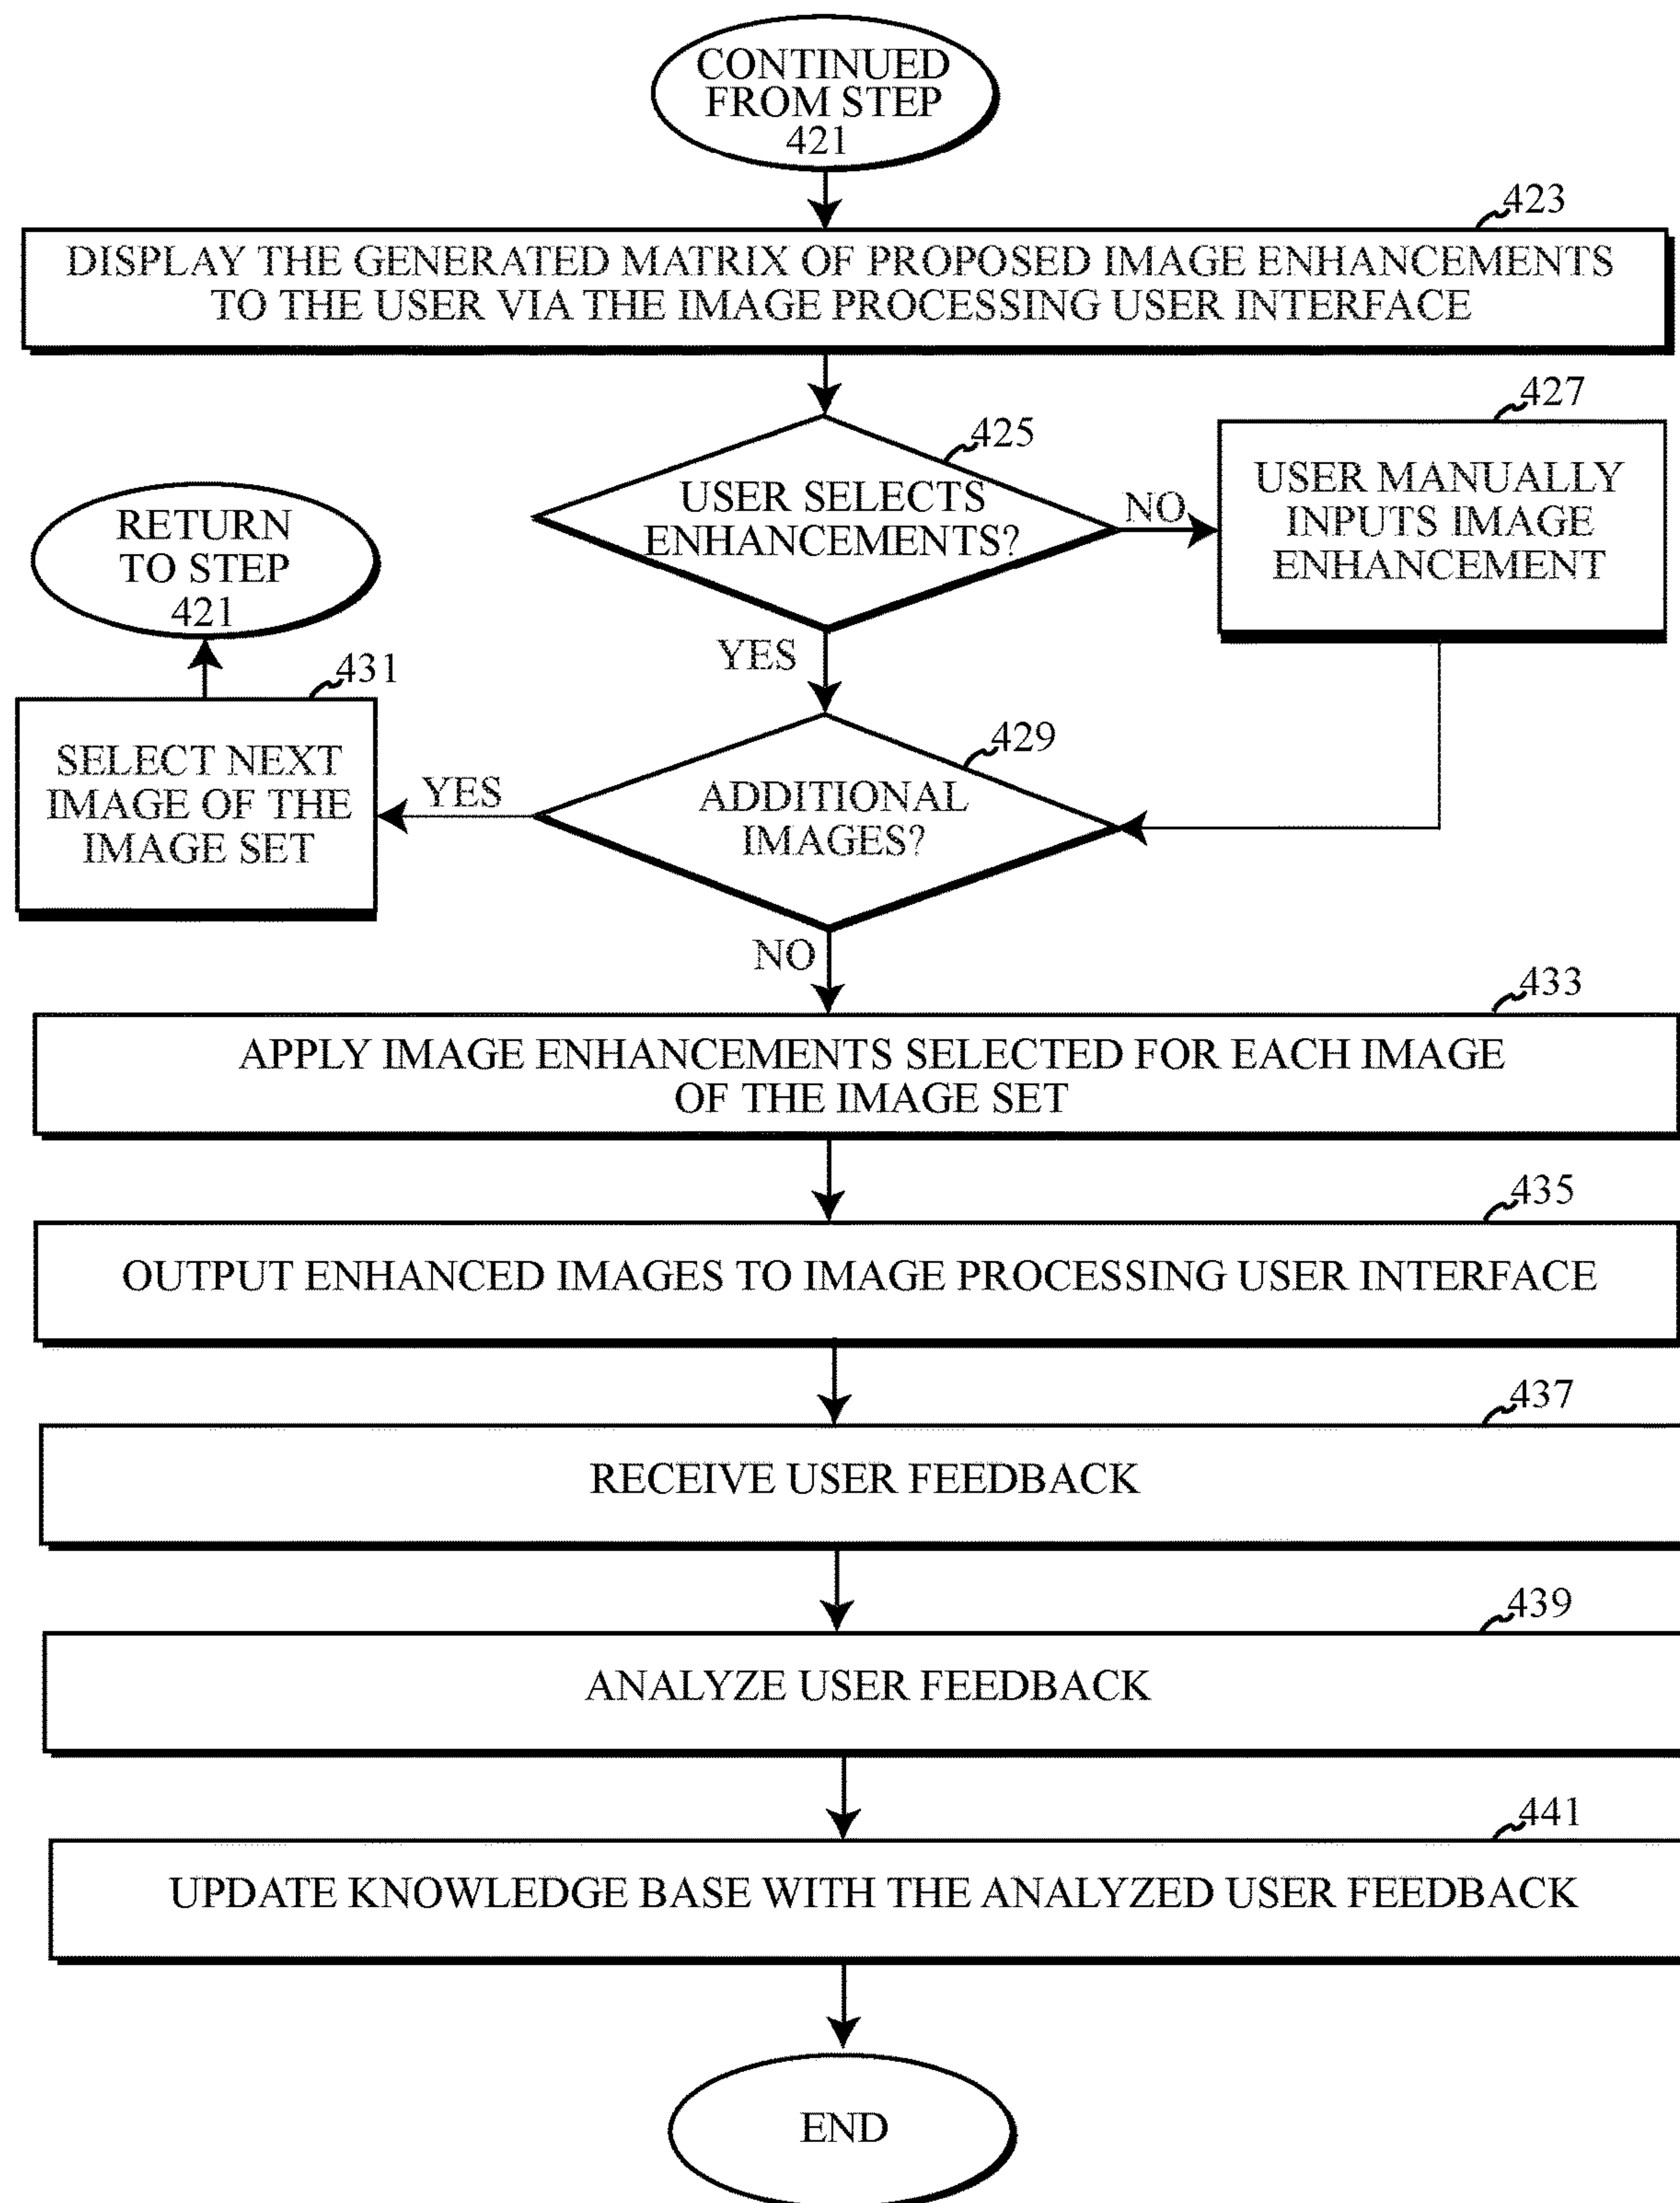 CONTINUED
FROM STEP
421
423
DISPLAY THE GENERATED MATRIX OF PROPOSED IMAGE ENHANCEMENTS
TO THE USER VIA THE IMAGE PROCESSING USER INTERFACE
425
USER SELECTS
ENHANCEMENTS?
NO
427
USER MANUALLY
INPUTS IMAGE
ENHANCEMENT
RETURN
TO STEP
421
YES
431
SELECT NEXT
IMAGE OF THE
IMAGE SET
YES
429
ADDITIONAL
IMAGES?
NO
433
APPLY IMAGE ENHANCEMENTS SELECTED FOR EACH IMAGE
OF THE IMAGE SET
435
OUTPUT ENHANCED IMAGES TO IMAGE PROCESSING USER INTERFACE
437
RECEIVE USER FEEDBACK
439
ANALYZE USER FEEDBACK
441
UPDATE KNOWLEDGE BASE WITH THE ANALYZED USER FEEDBACK
END